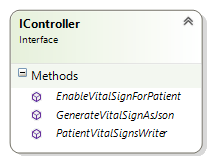 IController
Interface
Methods
EnableVitalSignForPatient
GenerateVitalSignAsJson
PatientVitalSignsWriter